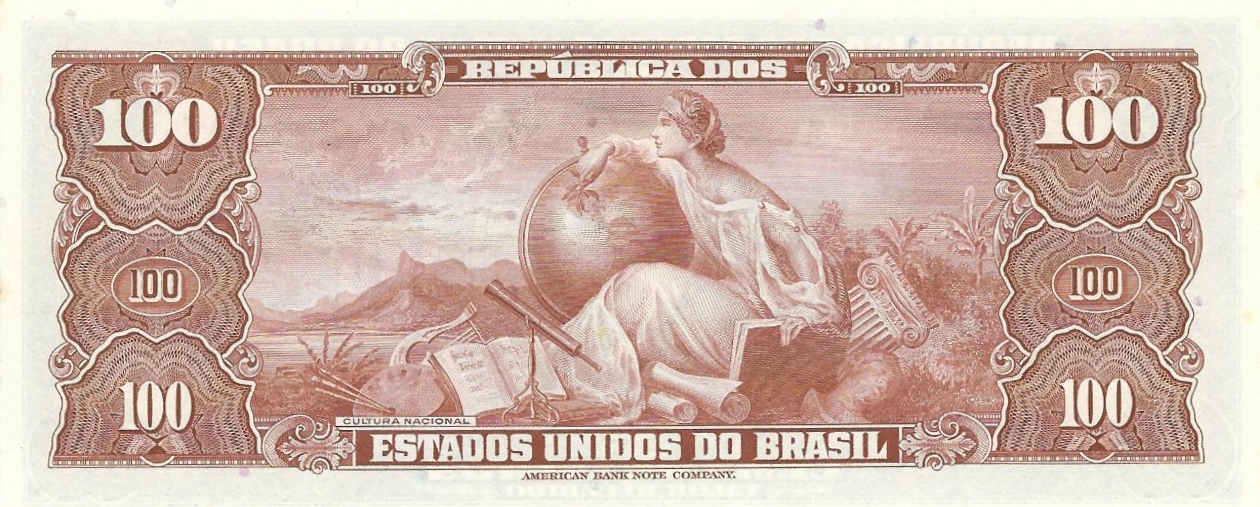 REPÚBLICA DOS
100 100
100 100
100 100
100 100
CULTURA NACIONAL
ESTADOS UNIDOS DO BRASIL
AMERICAN BANK NOTE COMPANY.